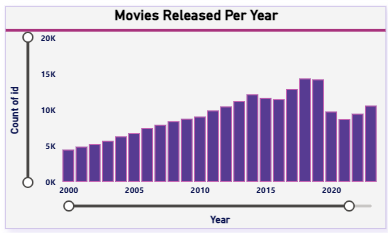 Movies Released Per Year
Count of id
20K
15K
10K
5K
0K
2000 2005 2010 2015 2020
Year